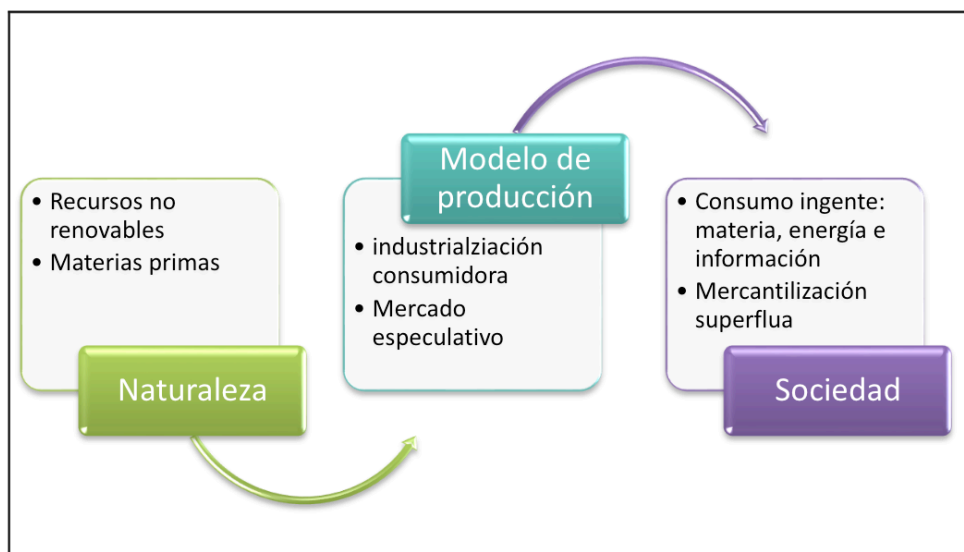 • Recursos no
renovables
• Materias primas
Naturaleza
Modelo de
producción
• industrialziación
consumidora
• Mercado
especulativo
• Consumo ingente:
materia, energía e
información
• Mercantilización
superflua
Sociedad